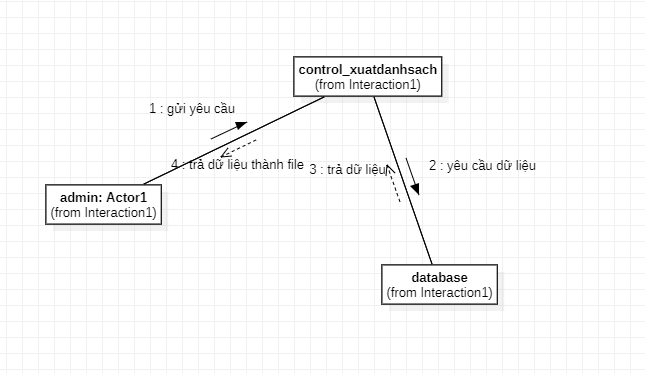 control_xuatdanhsach
(from Interaction1)
1 : gửi yêu cầu
4 : trả dữ liệu thành file
3 : trả dữ liệu
2 : yêu cầu dữ liệu
admin: Actor1
(from Interaction1)
database
(from Interaction1)